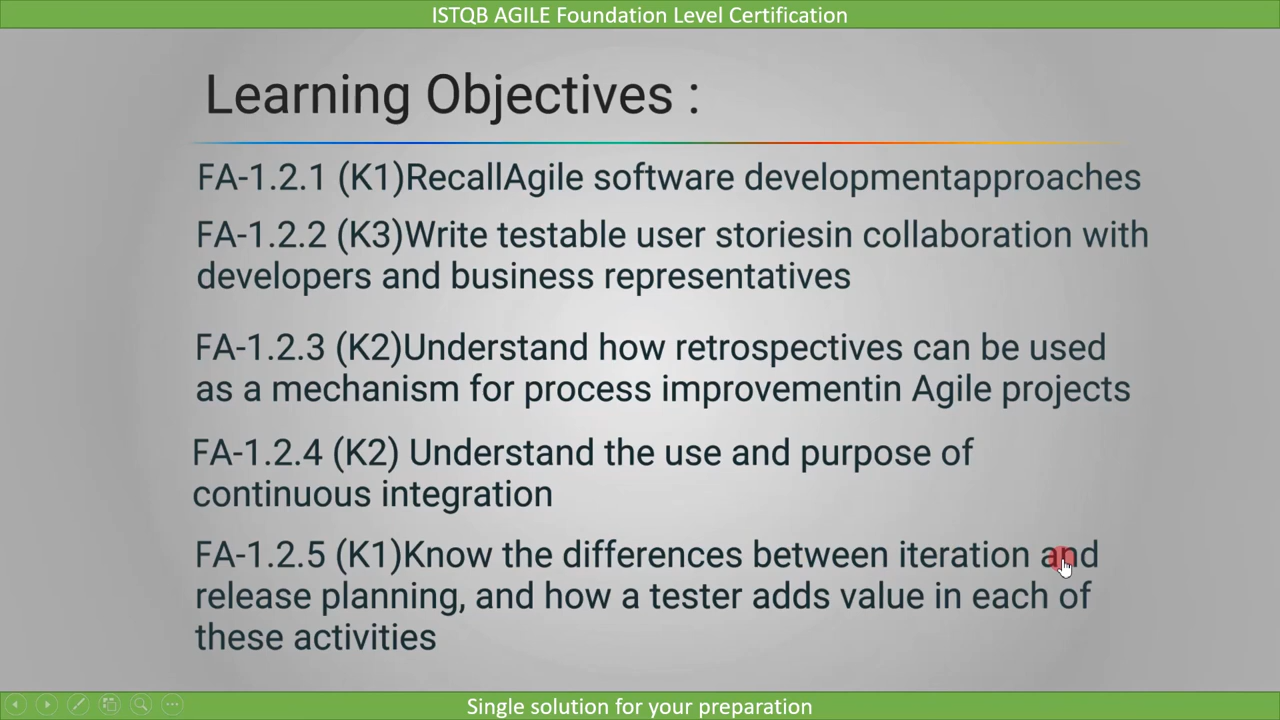 ISTQB AGILE Foundation Level Certification
Learning Objectives :
FA-1.2.1 (K1)RecallAgile software developmentapproaches
FA-1.2.2 (K3)Write testable user storiesin collaboration with
developers and business representatives
FA-1.2.3 (K2)Understand how retrospectives can be used
as a mechanism for process improvementin Agile projects
FA-1.2.4 (K2) Understand the use and purpose of
continuous integration
FA-1.2.5 (K1)Know the differences between iteration and
release planning, and how a tester adds value in each of
these activities
Single solution for your preparation